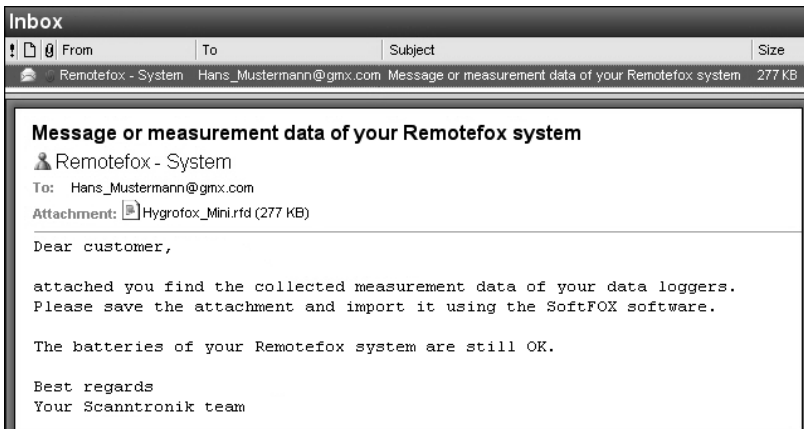 Inbox
! From To Subject Size
Remotefox - System Hans_Mustermann@gmx.com Message or measurement data of your Remotefox system 277 KB
Message or measurement data of your Remotefox system
Remotefox - System
To: Hans_Mustermann@gmx.com
Attachment: Hygrofox_Mini.rfd (277 KB)
Dear customer,
attached you find the collected measurement data of your data loggers.
Please save the attachment and import it using the SoftFOX software.
The batteries of your Remotefox system are still OK.
Best regards
Your Scanntronik team